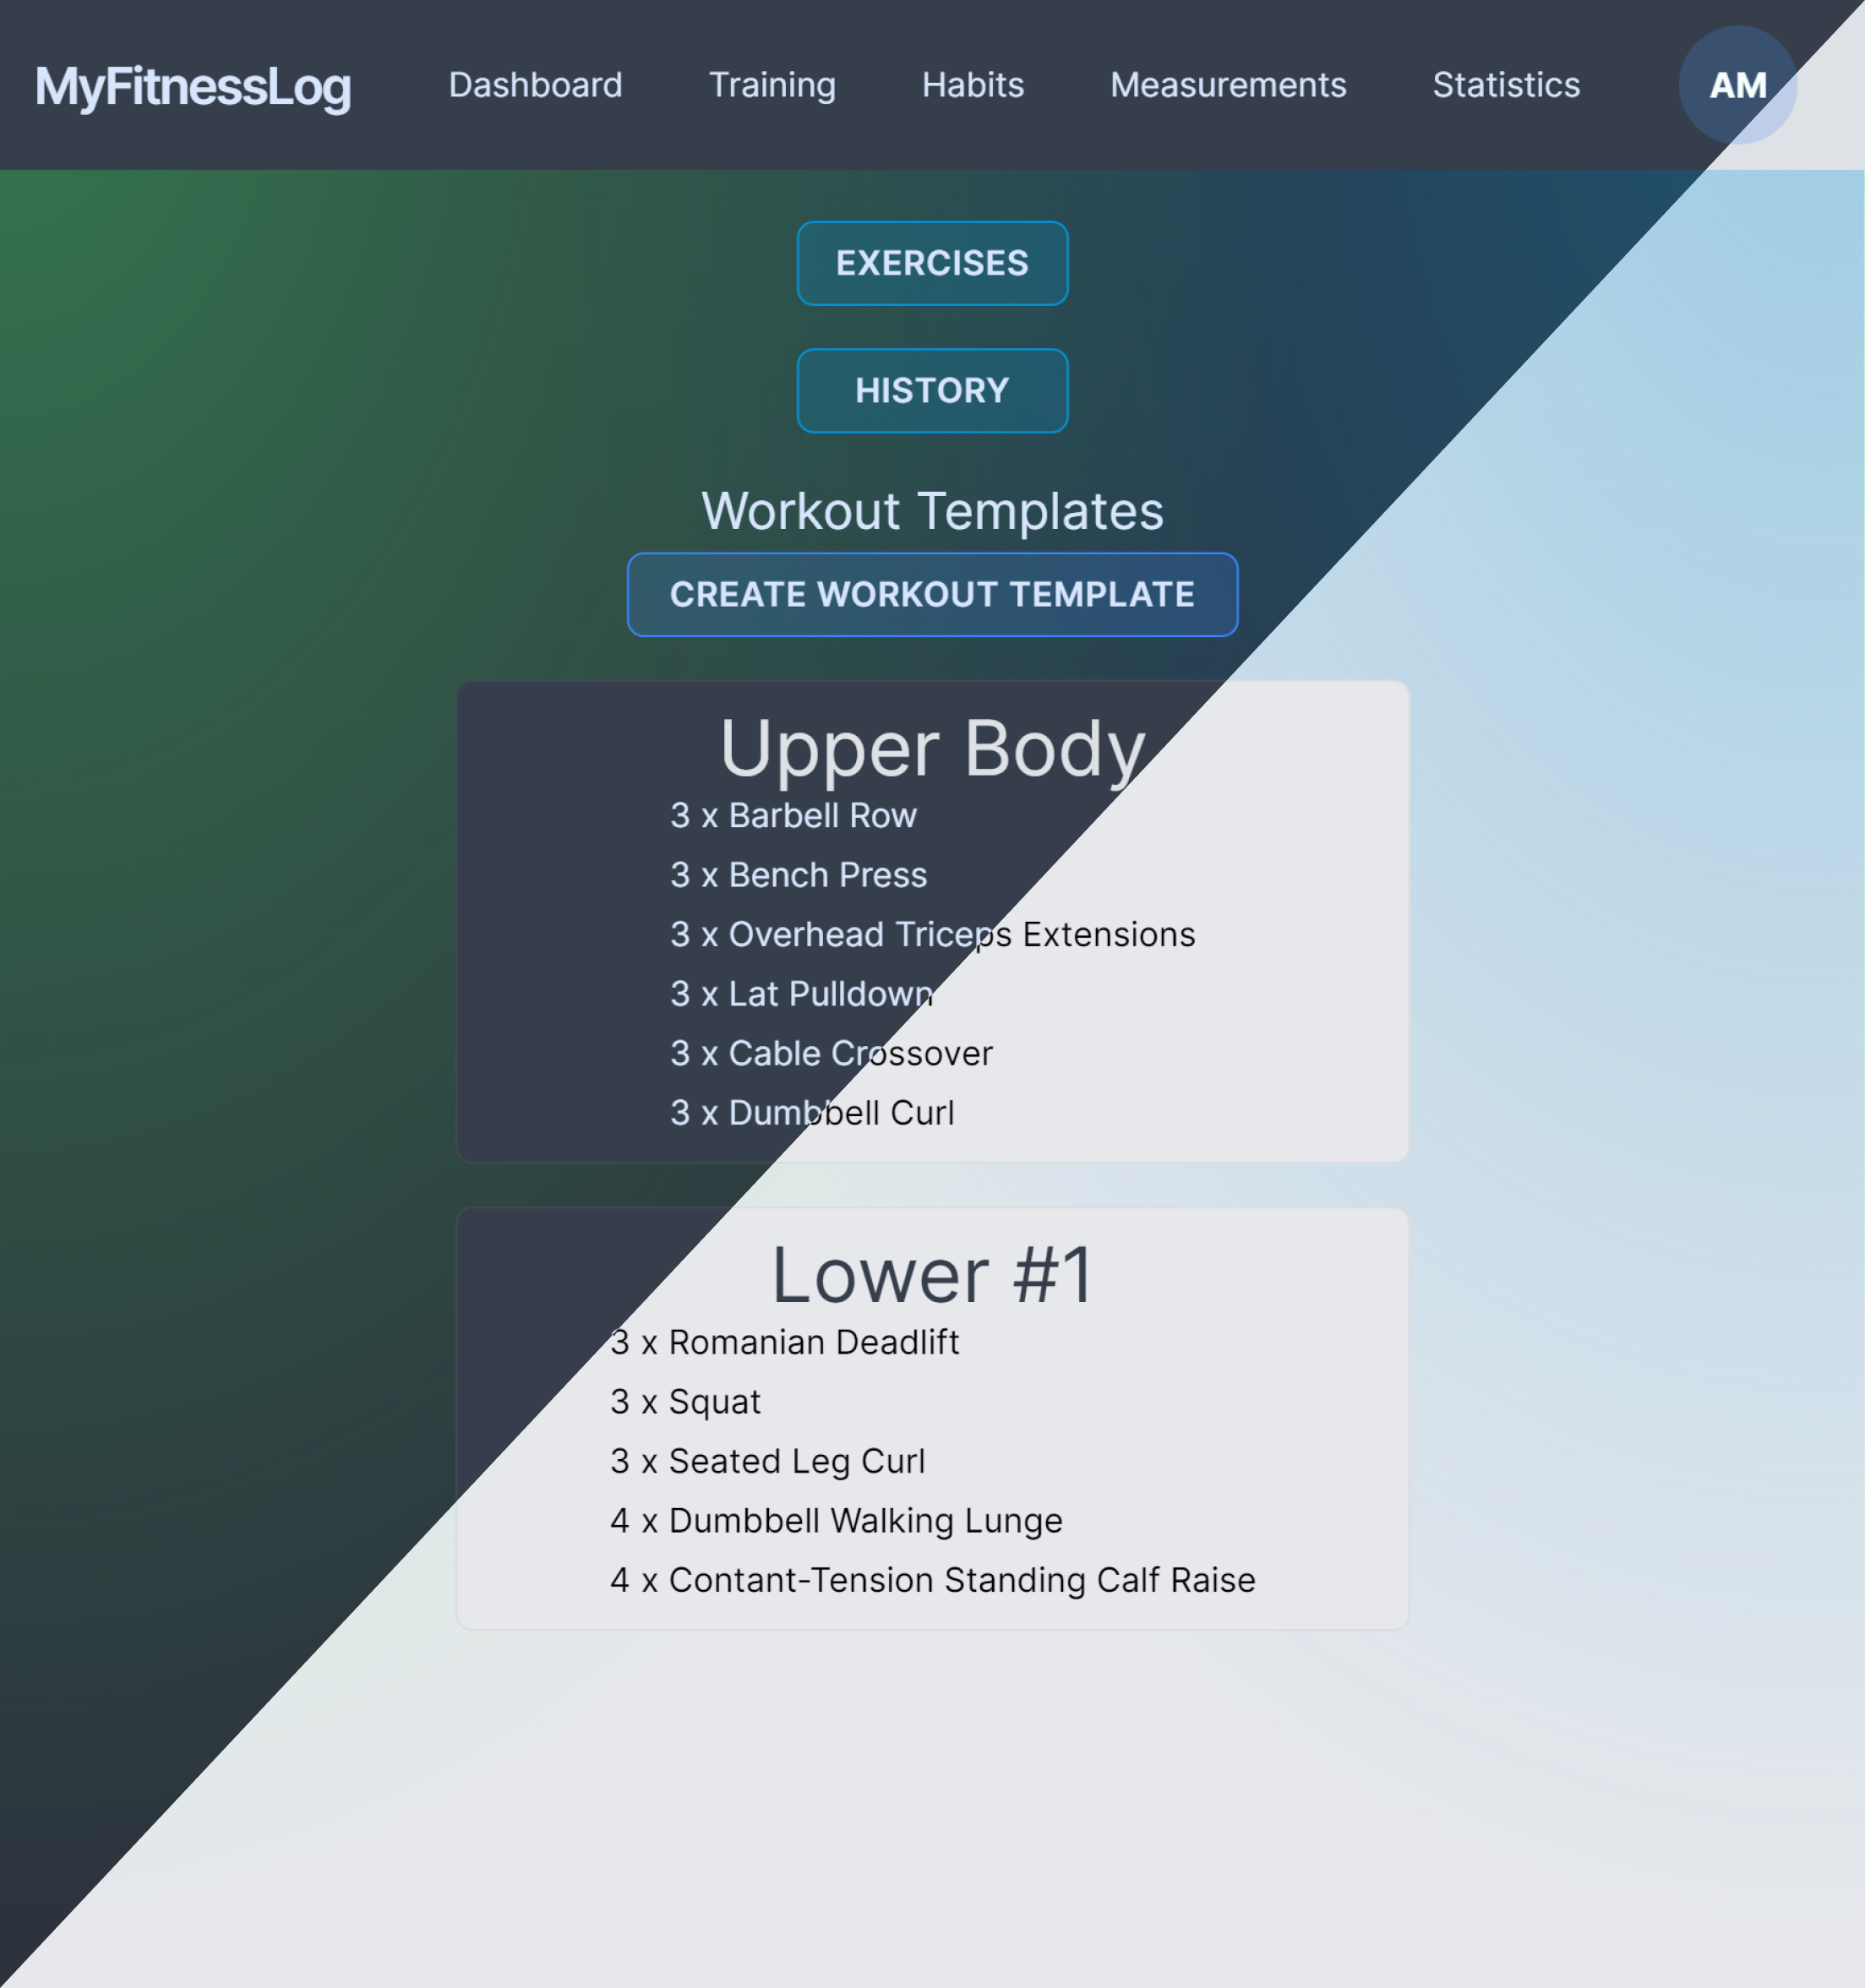 MyFitnessLog Dashboard Training Habits Measurements Statistics AM
EXERCISES
HISTORY
Workout Templates
CREATE WORKOUT TEMPLATE
Upper Body
3 x Barbell Row
3 x Bench Press
3 x Overhead Triceps Extensions
3 x Lat Pulldown
3 x Cable Crossover
3 x Dumbbell Curl
Lower #1
3 x Romanian Deadlift
3 x Squat
3 x Seated Leg Curl
4 x Dumbbell Walking Lunge
4 x Contant-Tension Standing Calf Raise